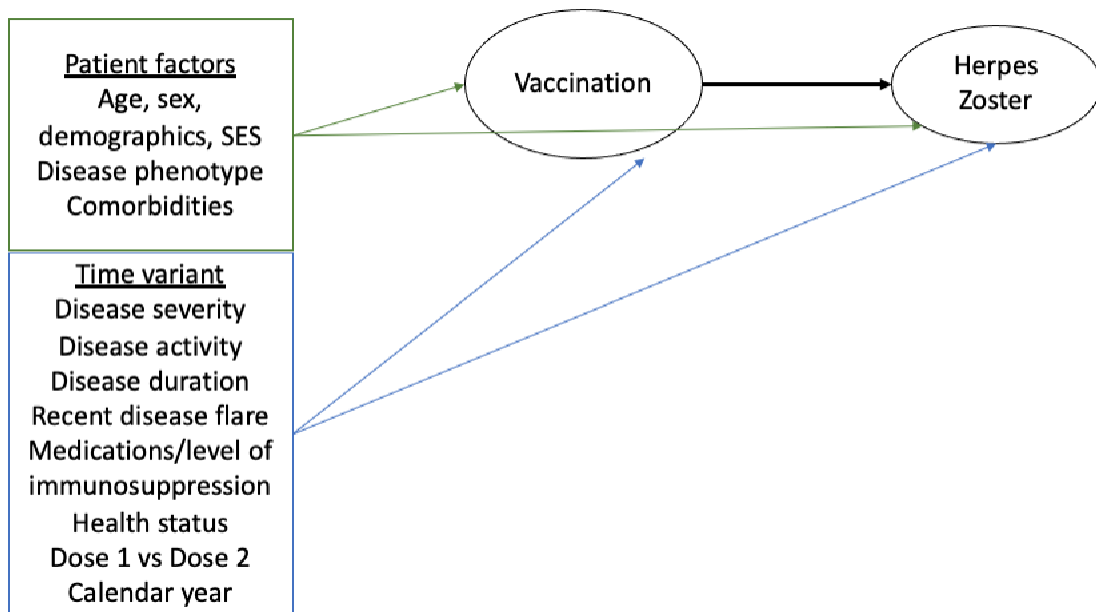 Patient factors
Age, sex,
demographics, SES
Disease phenotype
Comorbidities
Time variant
Disease severity
Disease activity
Disease duration
Recent disease flare
Medications/level of
immunosuppression
Health status
Dose 1 vs Dose 2
Calendar year
Vaccination
Herpes
Zoster